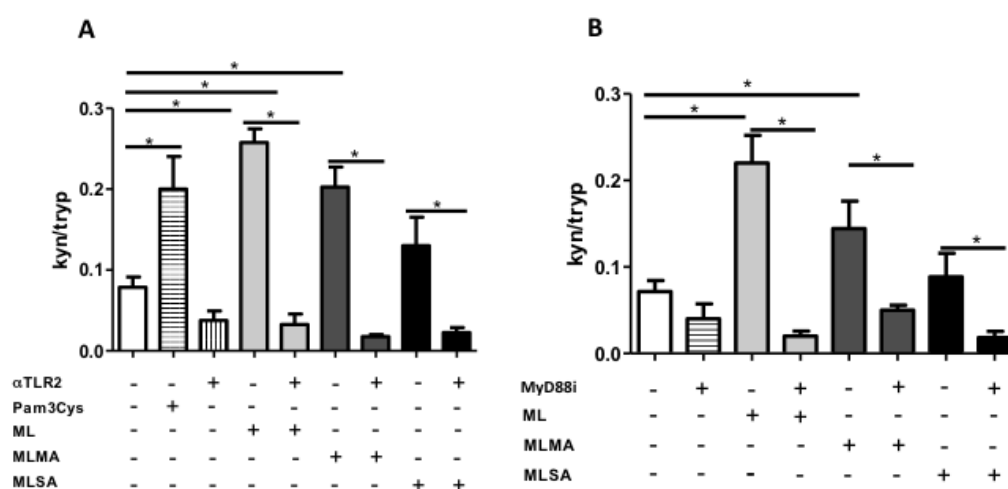 A
*
*
*
*
*
*
*
kyn/tryp
0.3
0.2
0.1
0.0
αTLR2 - - + - + - + - +
Pam3Cys - + - - - - - - -
ML - - - + + - - - -
MLMA - - - - - + + - -
MLSA - - - - - - - + +
B
*
*
*
*
*
kyn/tryp
0.3
0.2
0.1
0.0
MyD88i - + - + - + - +
ML - - + + - - - -
MLMA - - - - + + - -
MLSA - - - - - - + +